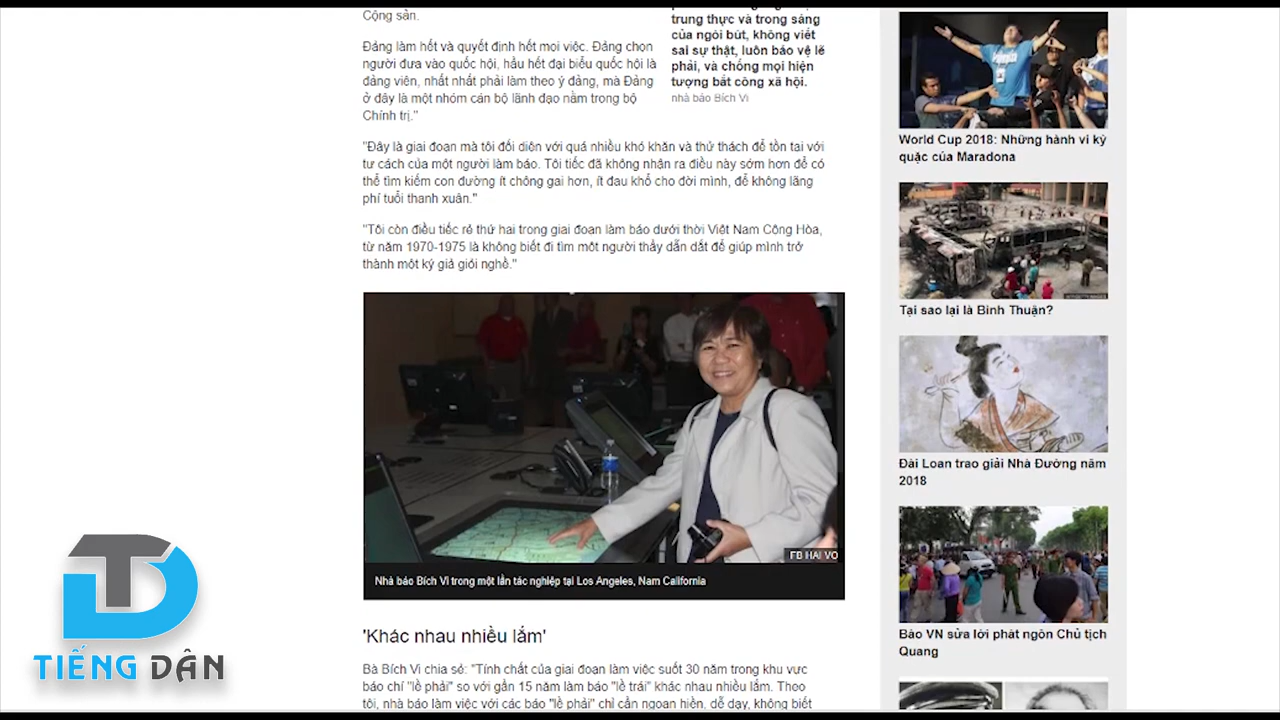 Cộng sản.
Đảng làm hết và quyết định hết mọi việc. Đảng chọn
người đưa vào quốc hội, hầu hết đại biểu quốc hội là
đảng viên, nhất nhất phải làm theo ý đảng, mà Đảng
ở đây là một nhóm cán bộ lãnh đạo nằm trong bộ
Chính trị."
trung thực và trong sáng
của ngòi bút, không viết
sai sự thật, luôn bảo vệ lẽ
phải, và chống mọi hiện
tượng bất công xã hội.
nhà báo Bích Vi
"Đây là giai đoạn mà tôi đối diện với quá nhiều khó khăn và thử thách để tồn tại với
tư cách của một người làm báo. Tôi tiếc đã không nhận ra điều này sớm hơn để có
thể tìm kiếm con đường ít chông gai hơn, ít đau khổ cho đời mình, để không lãng
phí tuổi thanh xuân."
"Tôi còn điều tiếc rẻ thứ hai trong giai đoạn làm báo dưới thời Việt Nam Cộng Hòa,
từ năm 1970-1975 là không biết đi tìm một người thầy dẫn dắt để giúp mình trở
thành một ký giả giỏi nghề."
FB HAI VO
Nhà báo Bích Vi trong một lần tác nghiệp tại Los Angeles, Nam California
'Khác nhau nhiều lắm'
Bà Bích Vi chia sẻ: "Tính chất của giai đoạn làm việc suốt 30 năm trong khu vực
báo chí "lề phải" so với gần 15 năm làm báo "lề trái" khác nhau nhiều lắm. Theo
tôi, nhà báo làm việc với các báo "lề phải" chỉ cần ngoan hiền, dễ dạy, không biết
World Cup 2018: Những hành vi kỳ
quặc của Maradona
Tại sao lại là Bình Thuận?
Đài Loan trao giải Nhà Đường năm
2018
Báo VN sửa lời phát ngôn Chủ tịch
Quang
TD
TIẾNG DÂN